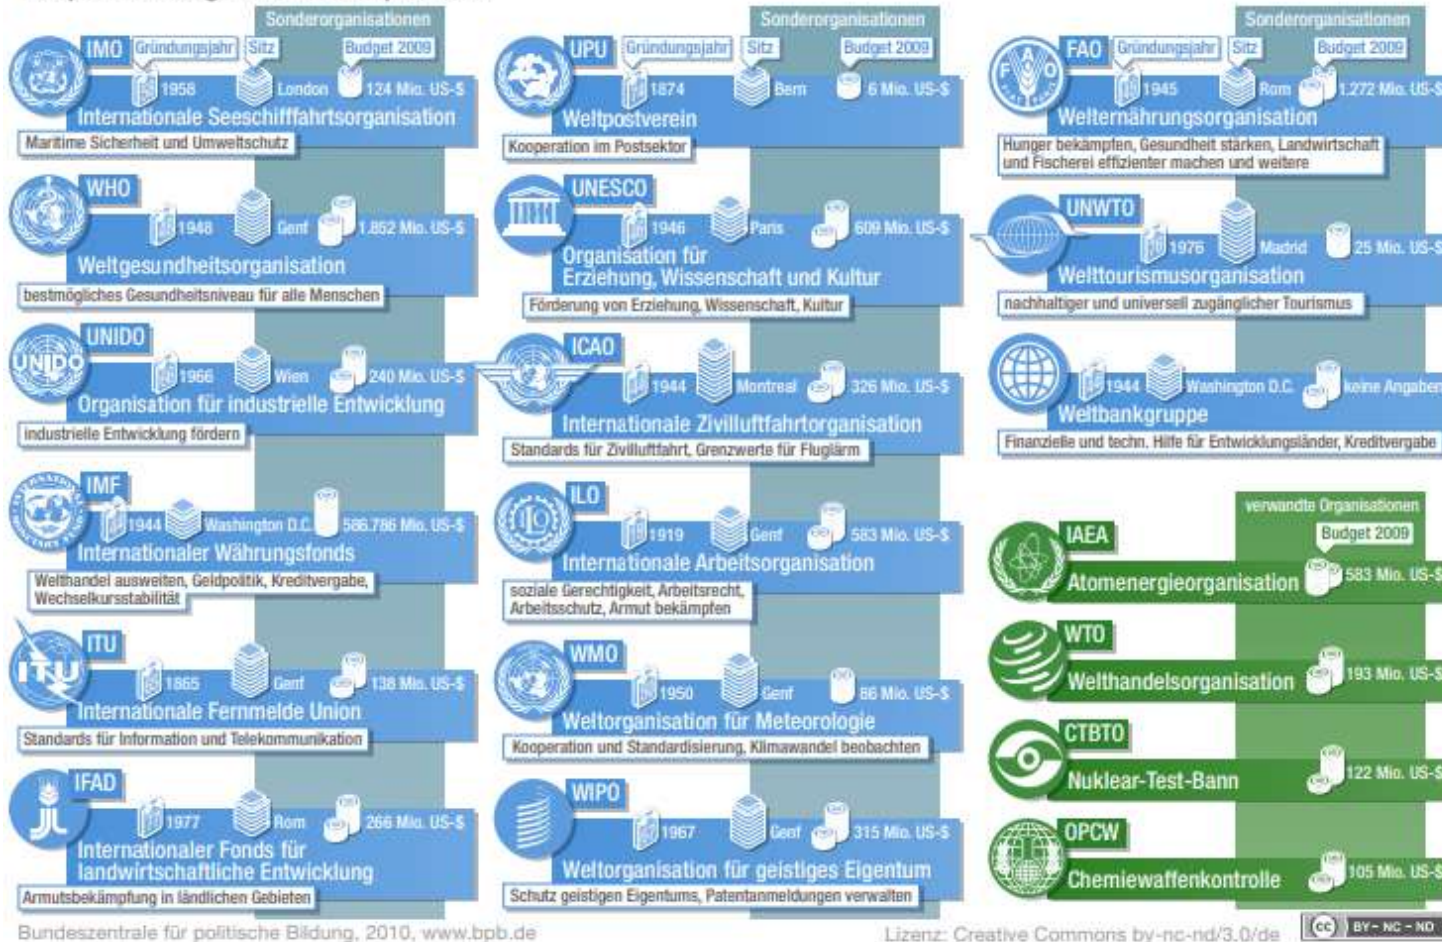 Sonderorganisationen
IMO
Gründungsjahr
Sitz
Budget 2009
1958
London
124 Mio. US-$
Internationale Seeschifffahrtsorganisation
Maritime Sicherheit und Umweltschutz
WHO
1948
Genf
1.852 Mio. US-$
Weltgesundheitsorganisation
bestmögliches Gesundheitsniveau für alle Menschen
UNIDO
UNIDO
1966
Wien
240 Mio. US-$
Organisation für industrielle Entwicklung
industrielle Entwicklung fördern
IMF
1944
Washington D.C.
586.786 Mio. US-$
Internationaler Währungsfonds
Welthandel ausweiten, Geldpolitik, Kreditvergabe,
Wechselkursstabilität
ITU
ITU
1865
Genf
138 Mio. US-$
Internationale Fernmelde Union
Standards für Information und Telekommunikation
IFAD
1977
Rom
266 Mio. US-$
Internationaler Fonds für
landwirtschaftliche Entwicklung
Armutsbekämpfung in ländlichen Gebieten
Sonderorganisationen
UPU
Gründungsjahr
Sitz
Budget 2009
1874
Bern
6 Mio. US-$
Weltpostverein
Kooperation im Postsektor
UNESCO
1946
Paris
609 Mio. US-$
Organisation für
Erziehung, Wissenschaft und Kultur
Förderung von Erziehung, Wissenschaft, Kultur
ICAO
1944
Montreal
326 Mio. US-$
Internationale Zivilluftfahrtorganisation
Standards für Zivilluftfahrt, Grenzwerte für Fluglärm
ILO
1919
Genf
583 Mio. US-$
Internationale Arbeitsorganisation
soziale Gerechtigkeit, Arbeitsrecht,
Arbeitsschutz, Armut bekämpfen
WMO
1950
Genf
86 Mio. US-$
Weltorganisation für Meteorologie
Kooperation und Standardisierung, Klimawandel beobachten
WIPO
1967
Genf
315 Mio. US-$
Weltorganisation für geistiges Eigentum
Schutz geistigen Eigentums, Patentanmeldungen verwalten
Sonderorganisationen
FAO
Gründungsjahr
Sitz
Budget 2009
1945
Rom
1.272 Mio. US-$
Welternährungsorganisation
Hunger bekämpfen, Gesundheit stärken, Landwirtschaft
und Fischerei effizienter machen und weitere
UNWTO
1976
Madrid
25 Mio. US-$
Welttourismusorganisation
nachhaltiger und universell zugänglicher Tourismus
1944
Washington D.C.
keine Angaben
Weltbankgruppe
Finanzielle und techn. Hilfe für Entwicklungsländer, Kreditvergabe
verwandte Organisationen
Budget 2009
IAEA
Atomenergieorganisation
583 Mio. US-$
WTO
Welthandelsorganisation
193 Mio. US-$
CTBTO
Nuklear-Test-Bann
122 Mio. US-$
OPCW
Chemiewaffenkontrolle
105 Mio. US-$
Bundeszentrale für politische Bildung, 2010, www.bpb.de
Lizenz: Creative Commons by-nc-nd/3.0/de
cc BY - NC - ND